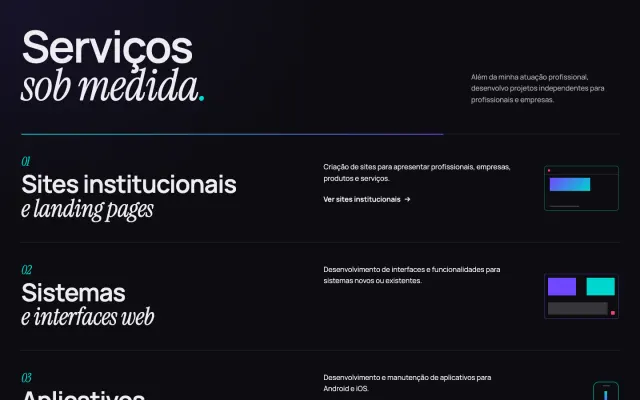 Serviços
sob medida.
Além da minha atuação profissional,
desenvolvo projetos independentes para
profissionais e empresas.
01
Sites institucionais
e landing pages
Criação de sites para apresentar profissionais, empresas,
produtos e serviços.
Ver sites institucionais →
02
Sistemas
e interfaces web
Desenvolvimento de interfaces e funcionalidades para
sistemas novos ou existentes.
03
Aplicativos
Desenvolvimento e manutenção de aplicativos para
Android e iOS.